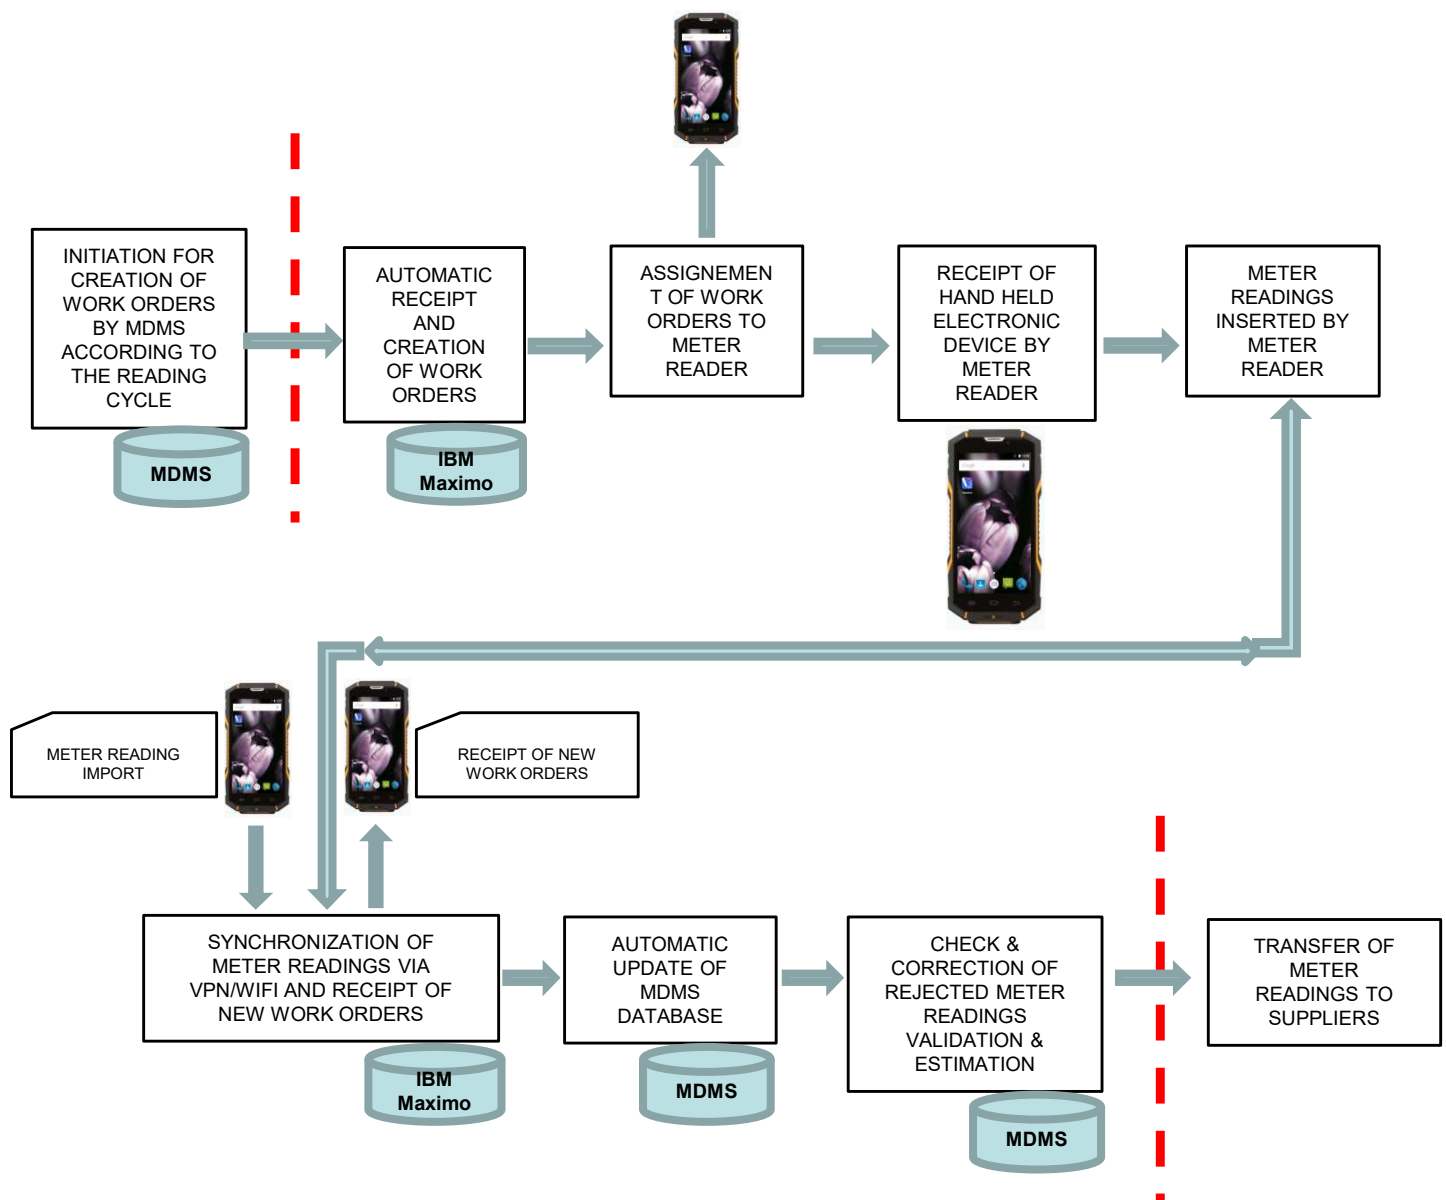 INITIATION FOR
CREATION OF
WORK ORDERS
BY MDMS
ACCORDING TO
THE READING
CYCLE
MDMS
AUTOMATIC
RECEIPT
AND
CREATION
OF WORK
ORDERS
IBM
Maximo
ASSIGNEMEN
T OF WORK
ORDERS TO
METER
READER
RECEIPT OF
HAND HELD
ELECTRONIC
DEVICE BY
METER
READER
METER
READINGS
INSERTED BY
METER
READER
METER READING
IMPORT
RECEIPT OF NEW
WORK ORDERS
SYNCHRONIZATION OF
METER READINGS VIA
VPN/WIFI AND RECEIPT OF
NEW WORK ORDERS
IBM
Maximo
AUTOMATIC
UPDATE OF
MDMS
DATABASE
MDMS
CHECK &
CORRECTION OF
REJECTED METER
READINGS
VALIDATION &
ESTIMATION
MDMS
TRANSFER OF
METER
READINGS TO
SUPPLIERS